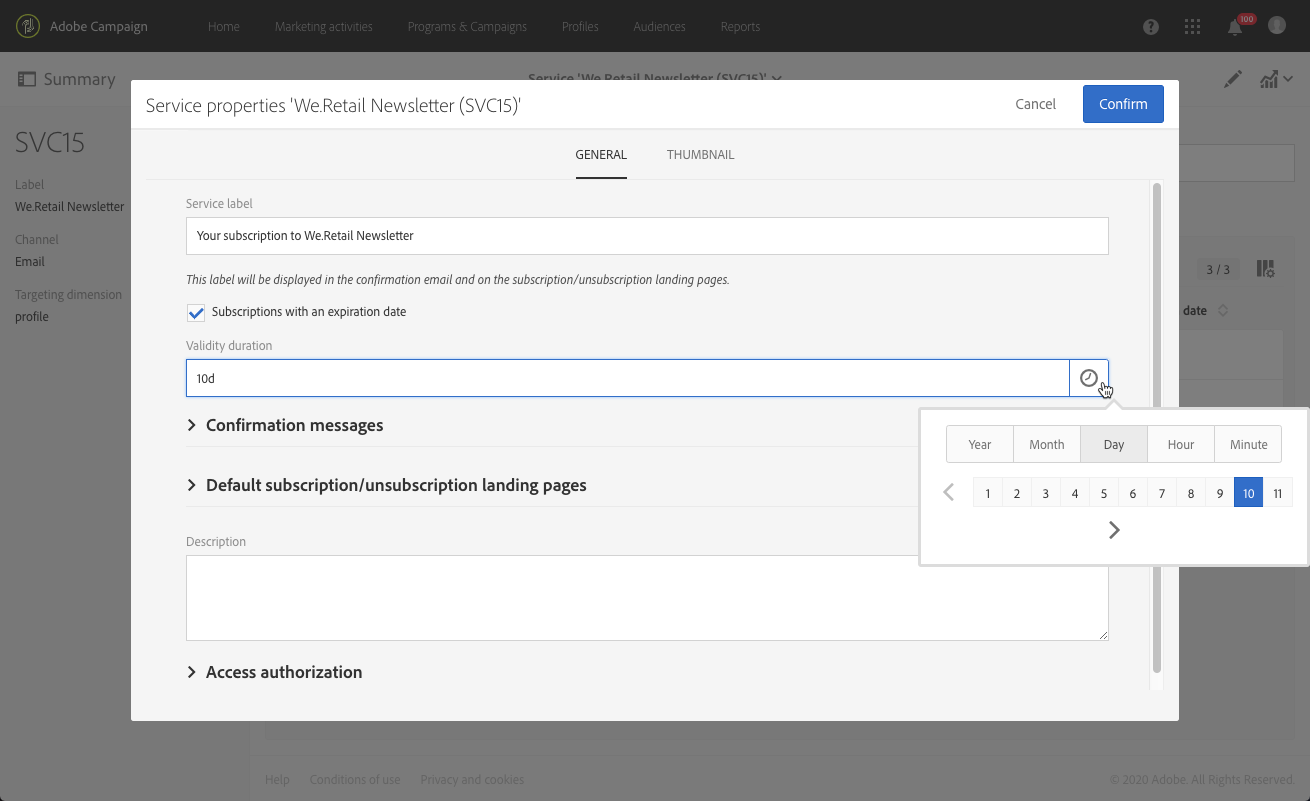 Adobe Campaign
Home
Marketing activities
Programs & Campaigns
Profiles
Audiences
Reports
100
Summary
Service 'We.Retail Newsletter (SVC15)'
Service properties 'We.Retail Newsletter (SVC15)'
Cancel
Confirm
SVC15
Label
We.Retail Newsletter
Channel
Email
Targeting dimension
profile
GENERAL
THUMBNAIL
Service label
Your subscription to We.Retail Newsletter
This label will be displayed in the confirmation email and on the subscription/unsubscription landing pages.
Subscriptions with an expiration date
Validity duration
10d
3 / 3
date
Confirmation messages
Default subscription/unsubscription landing pages
Year
Month
Day
Hour
Minute
1 2 3 4 5 6 7 8 9 10 11
Description
Access authorization
Help
Conditions of use
Privacy and cookies
© 2020 Adobe. All Rights Reserved.